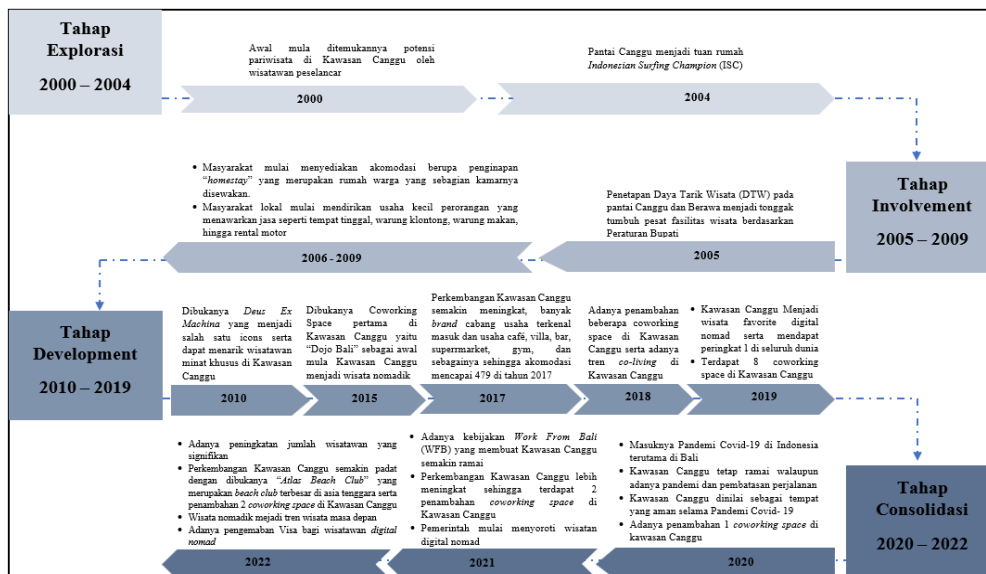 Tahap
Explorasi
2000 – 2004
Awal mula ditemukannya potensi
pariwisata di Kawasan Canggu oleh
wisatawan peselancar
2000
Pantai Canggu menjadi tuan rumah
Indonesian Surfing Champion (ISC)
2004
Tahap
Involvement
2005 – 2009
Penetapan Daya Tarik Wisata (DTW) pada
pantai Canggu dan Berawa menjadi tonggak
tumbuh pesat fasilitas wisata berdasarkan
Peraturan Bupati
2005
• Masyarakat mulai menyediakan akomodasi berupa penginapan
“homestay” yang merupakan rumah warga yang sebagian kamarnya
disewakan.
• Masyarakat lokal mulai mendirikan usaha kecil perorangan yang
menawarkan jasa seperti tempat tinggal, warung klontong, warung makan,
hingga rental motor
2006 - 2009
Tahap
Development
2010 – 2019
Dibukanya Deus Ex
Machina yang menjadi
salah satu icons serta
dapat menarik wisatawan
minat khusus di Kawasan
Canggu
2010
Dibukanya Coworking
Space pertama di
Kawasan Canggu yaitu
“Dojo Bali” sebagai awal
mula Kawasan Canggu
menjadi wisata nomadik
2015
Perkembangan Kawasan Canggu
semakin meningkat, banyak
brand cabang usaha terkenal
masuk dan usaha café, villa, bar,
supermarket, gym, dan
sebagainya sehingga akomodasi
mencapai 479 di tahun 2017
2017
Adanya penambahan
beberapa coworking
space di Kawasan
Canggu serta adanya
tren co-living di
Kawasan Canggu
2018
• Kawasan Canggu Menjadi
wisata favorite digital
nomad serta mendapat
peringkat 1 di seluruh dunia
• Terdapat 8 coworking
space di Kawasan Canggu
2019
Tahap
Consolidasi
2020 – 2022
• Masuknya Pandemi Covid-19 di Indonesia
terutama di Bali
• Kawasan Canggu tetap ramai walaupun
adanya pandemi dan pembatasan perjalanan
• Kawasan Canggu dinilai sebagai tempat
yang aman selama Pandemi Covid- 19
• Adanya penambahan 1 coworking space di
kawasan Canggu
2020
• Adanya kebijakan Work From Bali
(WFB) yang membuat Kawasan Canggu
semakin ramai
• Perkembangan Kawasan Canggu lebih
meningkat sehingga terdapat 2
penambahan coworking space di
Kawasan Canggu
• Pemerintah mulai menyoroti wisatan
digital nomad
2021
• Adanya peningkatan jumlah wisatawan yang
signifikan
• Perkembangan Kawasan Canggu semakin padat
dengan dibukanya “Atlas Beach Club” yang
merupakan beach club terbesar di asia tenggara serta
penambahan 2 coworking space di Kawasan Canggu
• Wisata nomadik mejadi tren wisata masa depan
• Adanya pengemaban Visa bagi wisatawan digital
nomad
2022